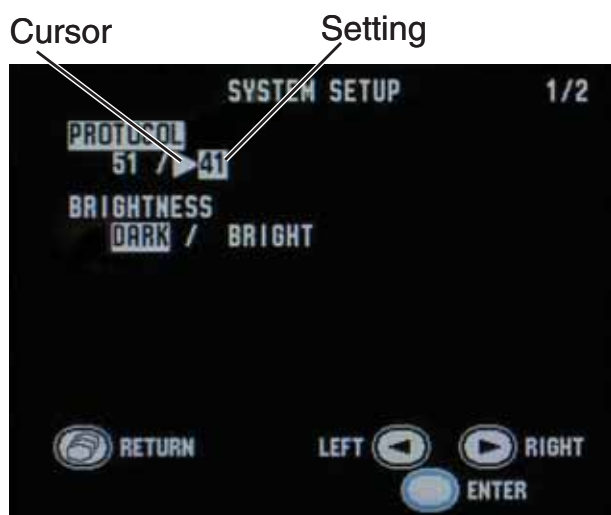 Cursor Setting
SYSTEM SETUP 1/2
PROTOCOL
51 / ▶41
BRIGHTNESS
DARK / BRIGHT
RETURN LEFT RIGHT
ENTER